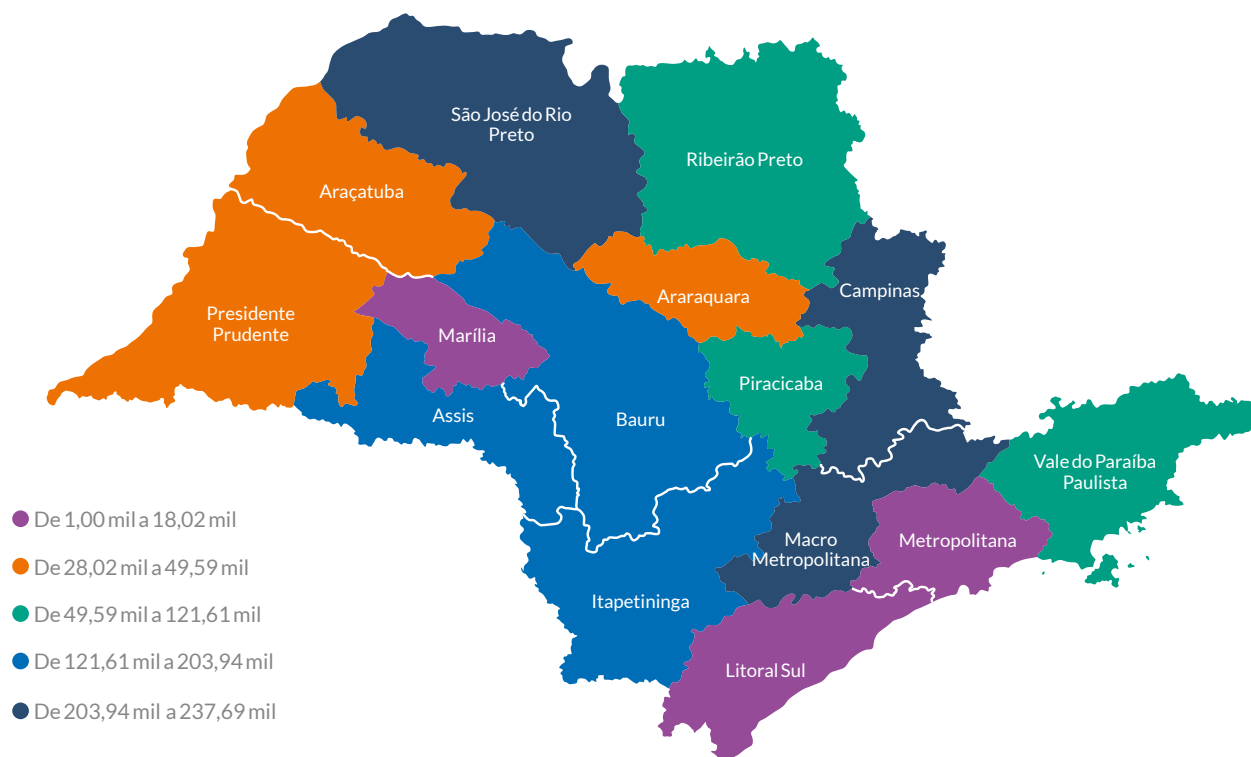 São José do Rio
Preto
Ribeirão Preto
Araçatuba
Campinas
Araraquara
Presidente
Prudente
Marília
Piracicaba
Assis
Bauru
Vale do Paraíba
Paulista
Macro
Metropolitana
Metropolitana
Itapetininga
Litoral Sul
De 1,00 mil a 18,02 mil
De 28,02 mil a 49,59 mil
De 49,59 mil a 121,61 mil
De 121,61 mil a 203,94 mil
De 203,94 mil a 237,69 mil